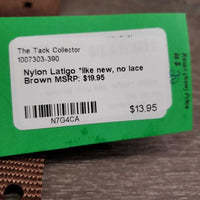 The Tack Collector
1007303-390
Nylon Latigo *like new, no lace
Brown MSRP: $19.95
$13.95
N7G4CA